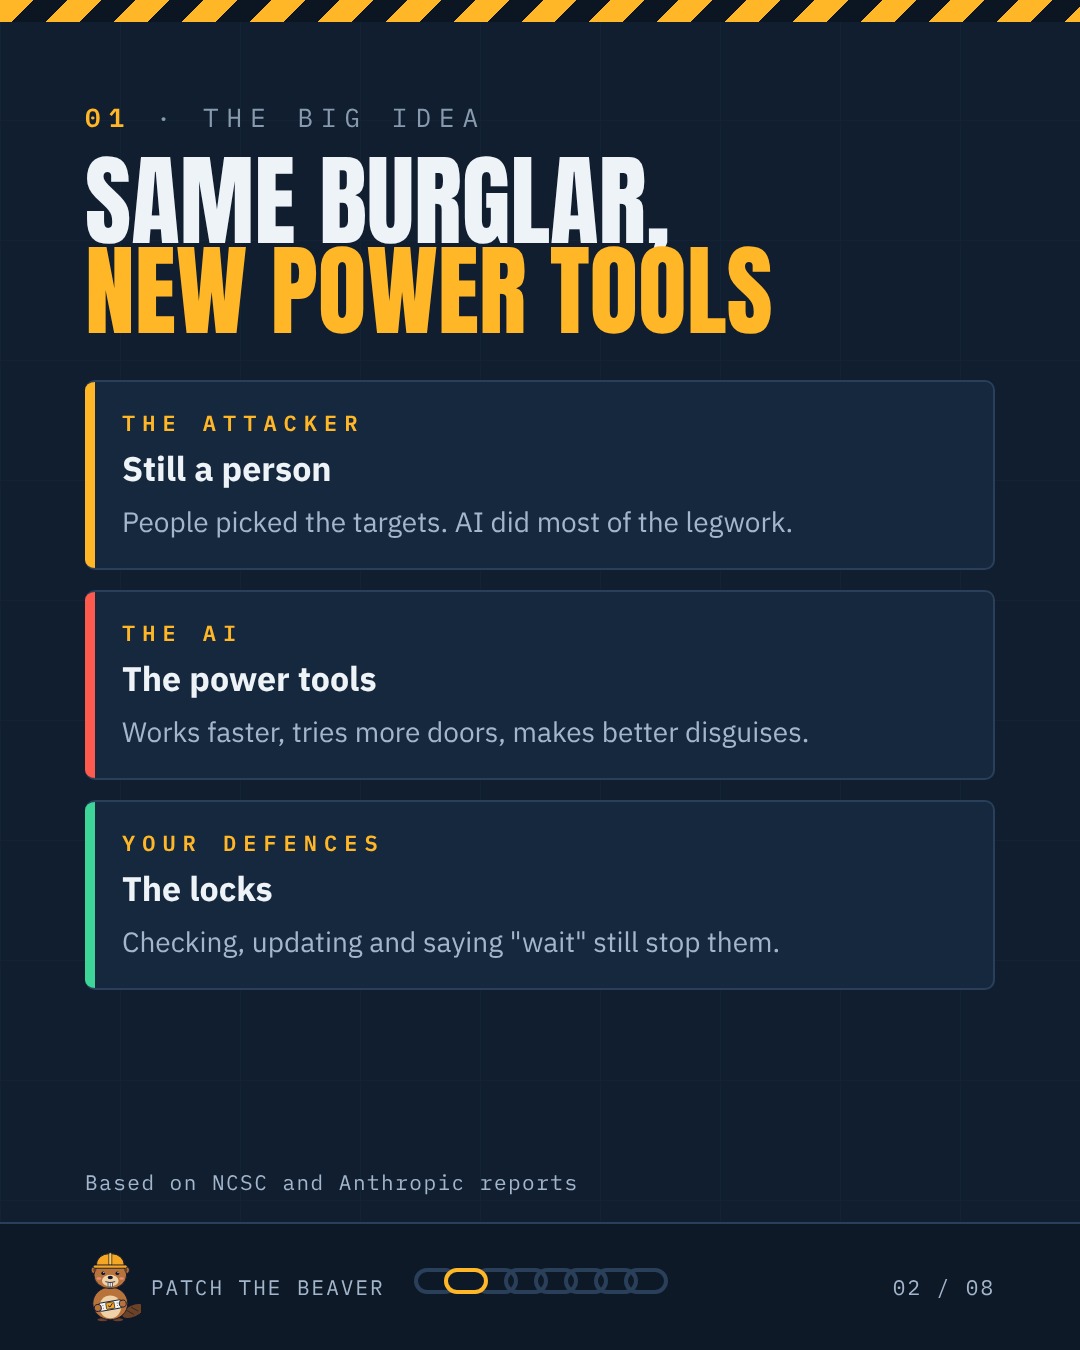 01 · THE BIG IDEA
SAME BURGLAR,
NEW POWER TOOLS
THE ATTACKER
Still a person
People picked the targets. AI did most of the legwork.
THE AI
The power tools
Works faster, tries more doors, makes better disguises.
YOUR DEFENCES
The locks
Checking, updating and saying "wait" still stop them.
Based on NCSC and Anthropic reports
PATCH THE BEAVER
02 / 08